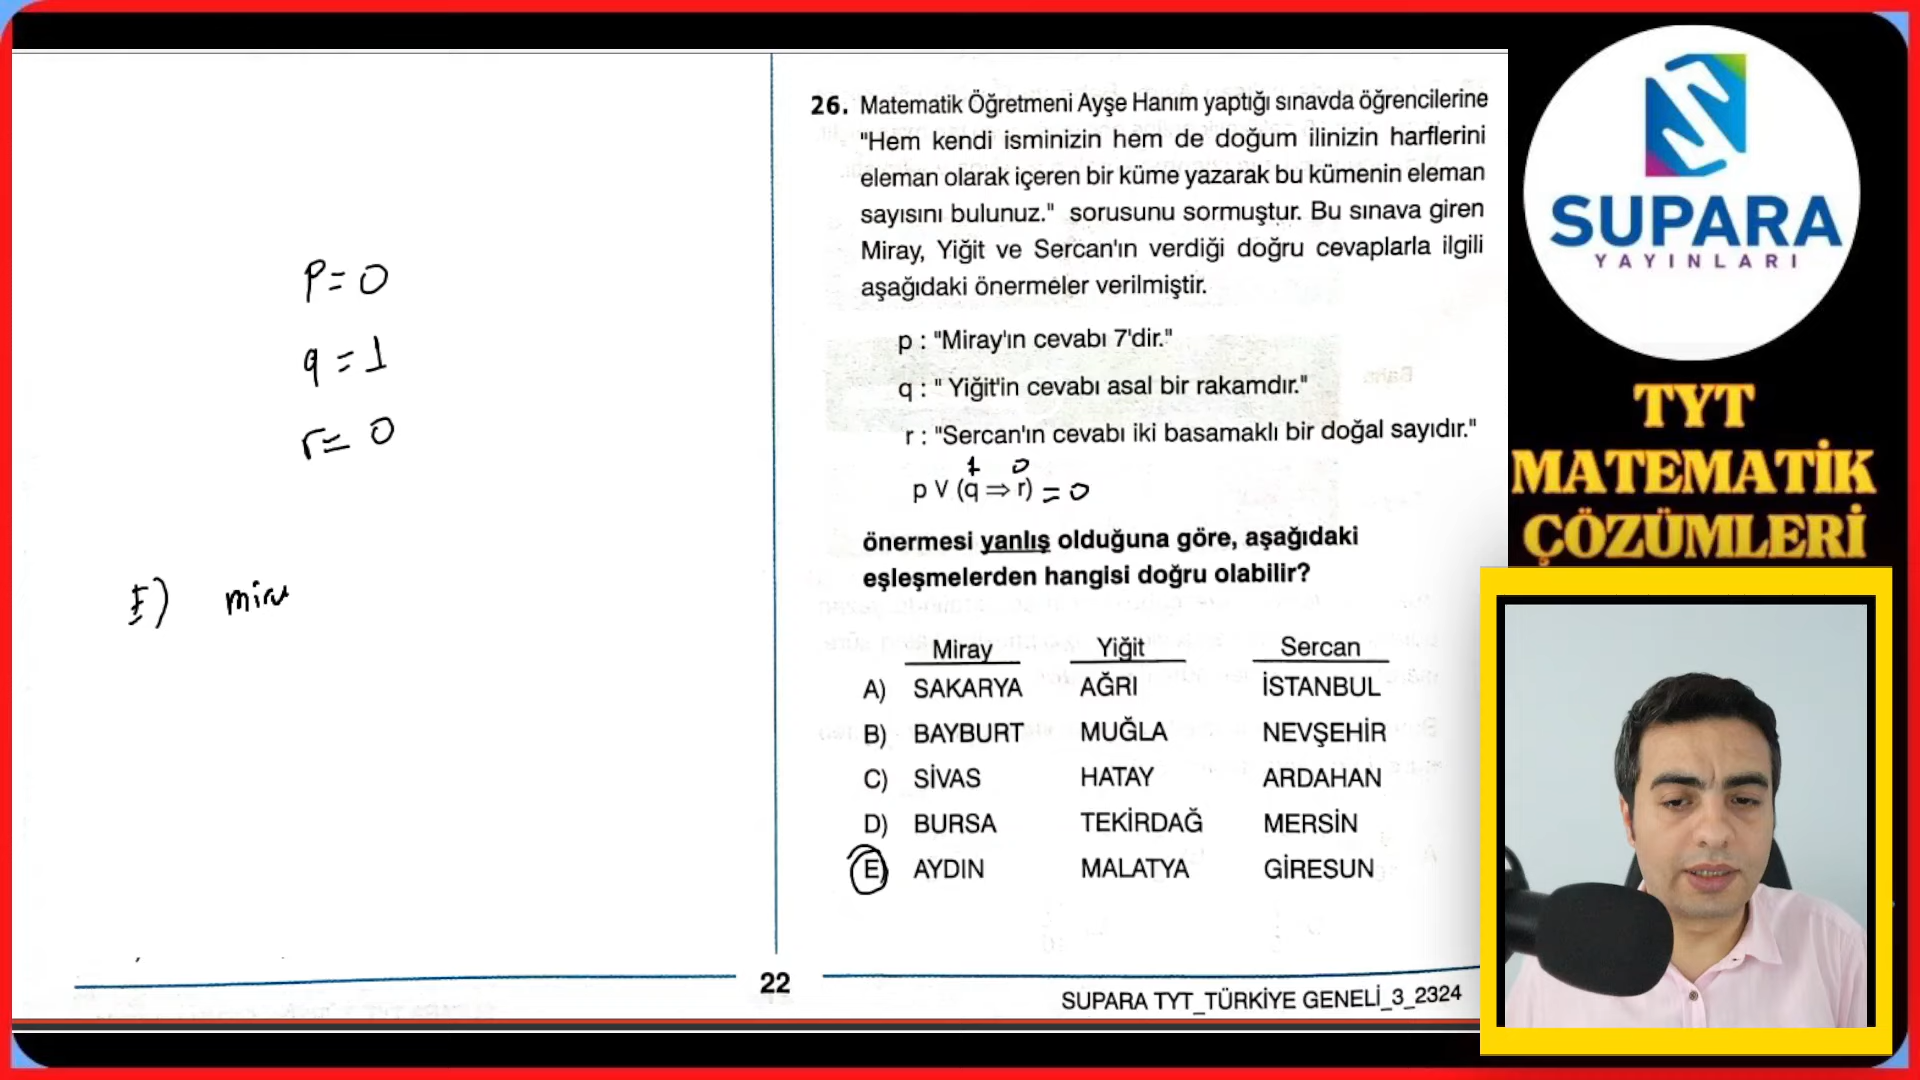 p=0
q=1
r=0
E) mira
26. Matematik Öğretmeni Ayşe Hanım yaptığı sınavda öğrencilerine
"Hem kendi isminizin hem de doğum ilinizin harflerini
eleman olarak içeren bir küme yazarak bu kümenin eleman
sayısını bulunuz." sorusunu sormuştur. Bu sınava giren
Miray, Yiğit ve Sercan'ın verdiği doğru cevaplarla ilgili
aşağıdaki önermeler verilmiştir.
p : "Miray'ın cevabı 7'dir."
q : " Yiğit'in cevabı asal bir rakamdır."
r : "Sercan'ın cevabı iki basamaklı bir doğal sayıdır."
1 0
p V (q ⇒ r) = 0
önermesi yanlış olduğuna göre, aşağıdaki
eşleşmelerden hangisi doğru olabilir?
Miray Yiğit Sercan
A) SAKARYA AĞRI İSTANBUL
B) BAYBURT MUĞLA NEVŞEHİR
C) SİVAS HATAY ARDAHAN
D) BURSA TEKİRDAĞ MERSİN
E) AYDIN MALATYA GİRESUN
22
SUPARA TYT_TÜRKİYE GENELİ_3_2324
SUPARA
YAYINLARI
TYT
MATEMATİK
ÇÖZÜMLERİ